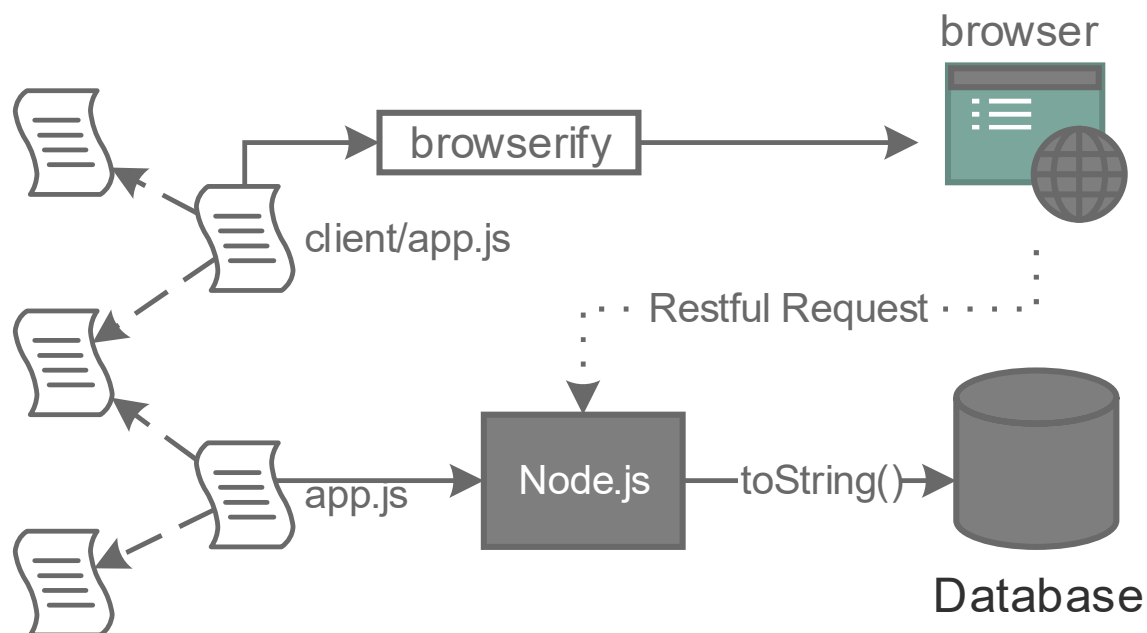 browser
browserify
client/app.js
Restful Request
Node.js
toString()
app.js
Database